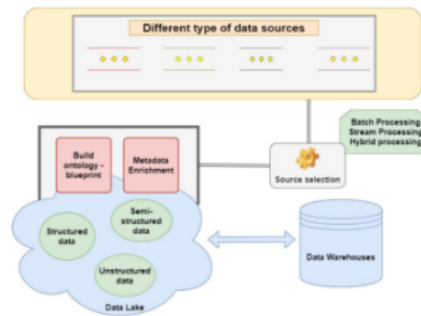 Different type of data sources
Batch Processing
Stream Processing
Hybrid processing
Build
ontology -
blueprint
Metadata
Enrichment
Source selection
Semi-
structured
data
Structured
data
Unstructured
data
Data Lake
Data Warehouses